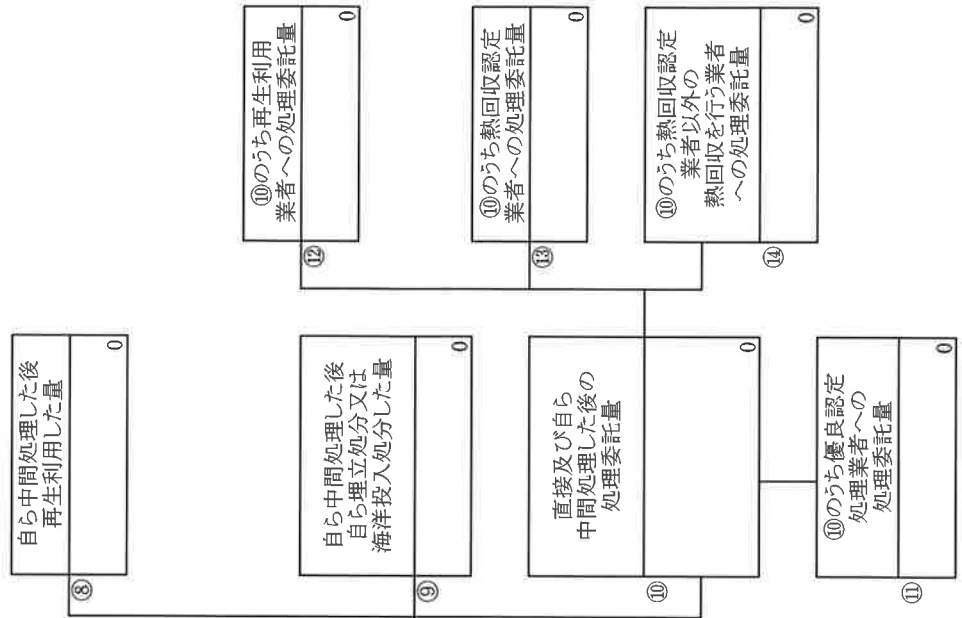 自ら中間処理した後
再生利用した量
0
⑧
自ら中間処理した後
自ら埋立処分又は
海洋投入処分した量
0
⑨
直接及び自ら
中間処理した後の
処理委託量
0
⑩
⑩のうち優良認定
処理業者への
処理委託量
0
⑪
⑩のうち再生利用
業者への処理委託量
0
⑫
⑩のうち熱回収認定
業者への処理委託量
0
⑬
⑩のうち熱回収認定
業者以外の
熱回収を行う業者
への処理委託量
0
⑭